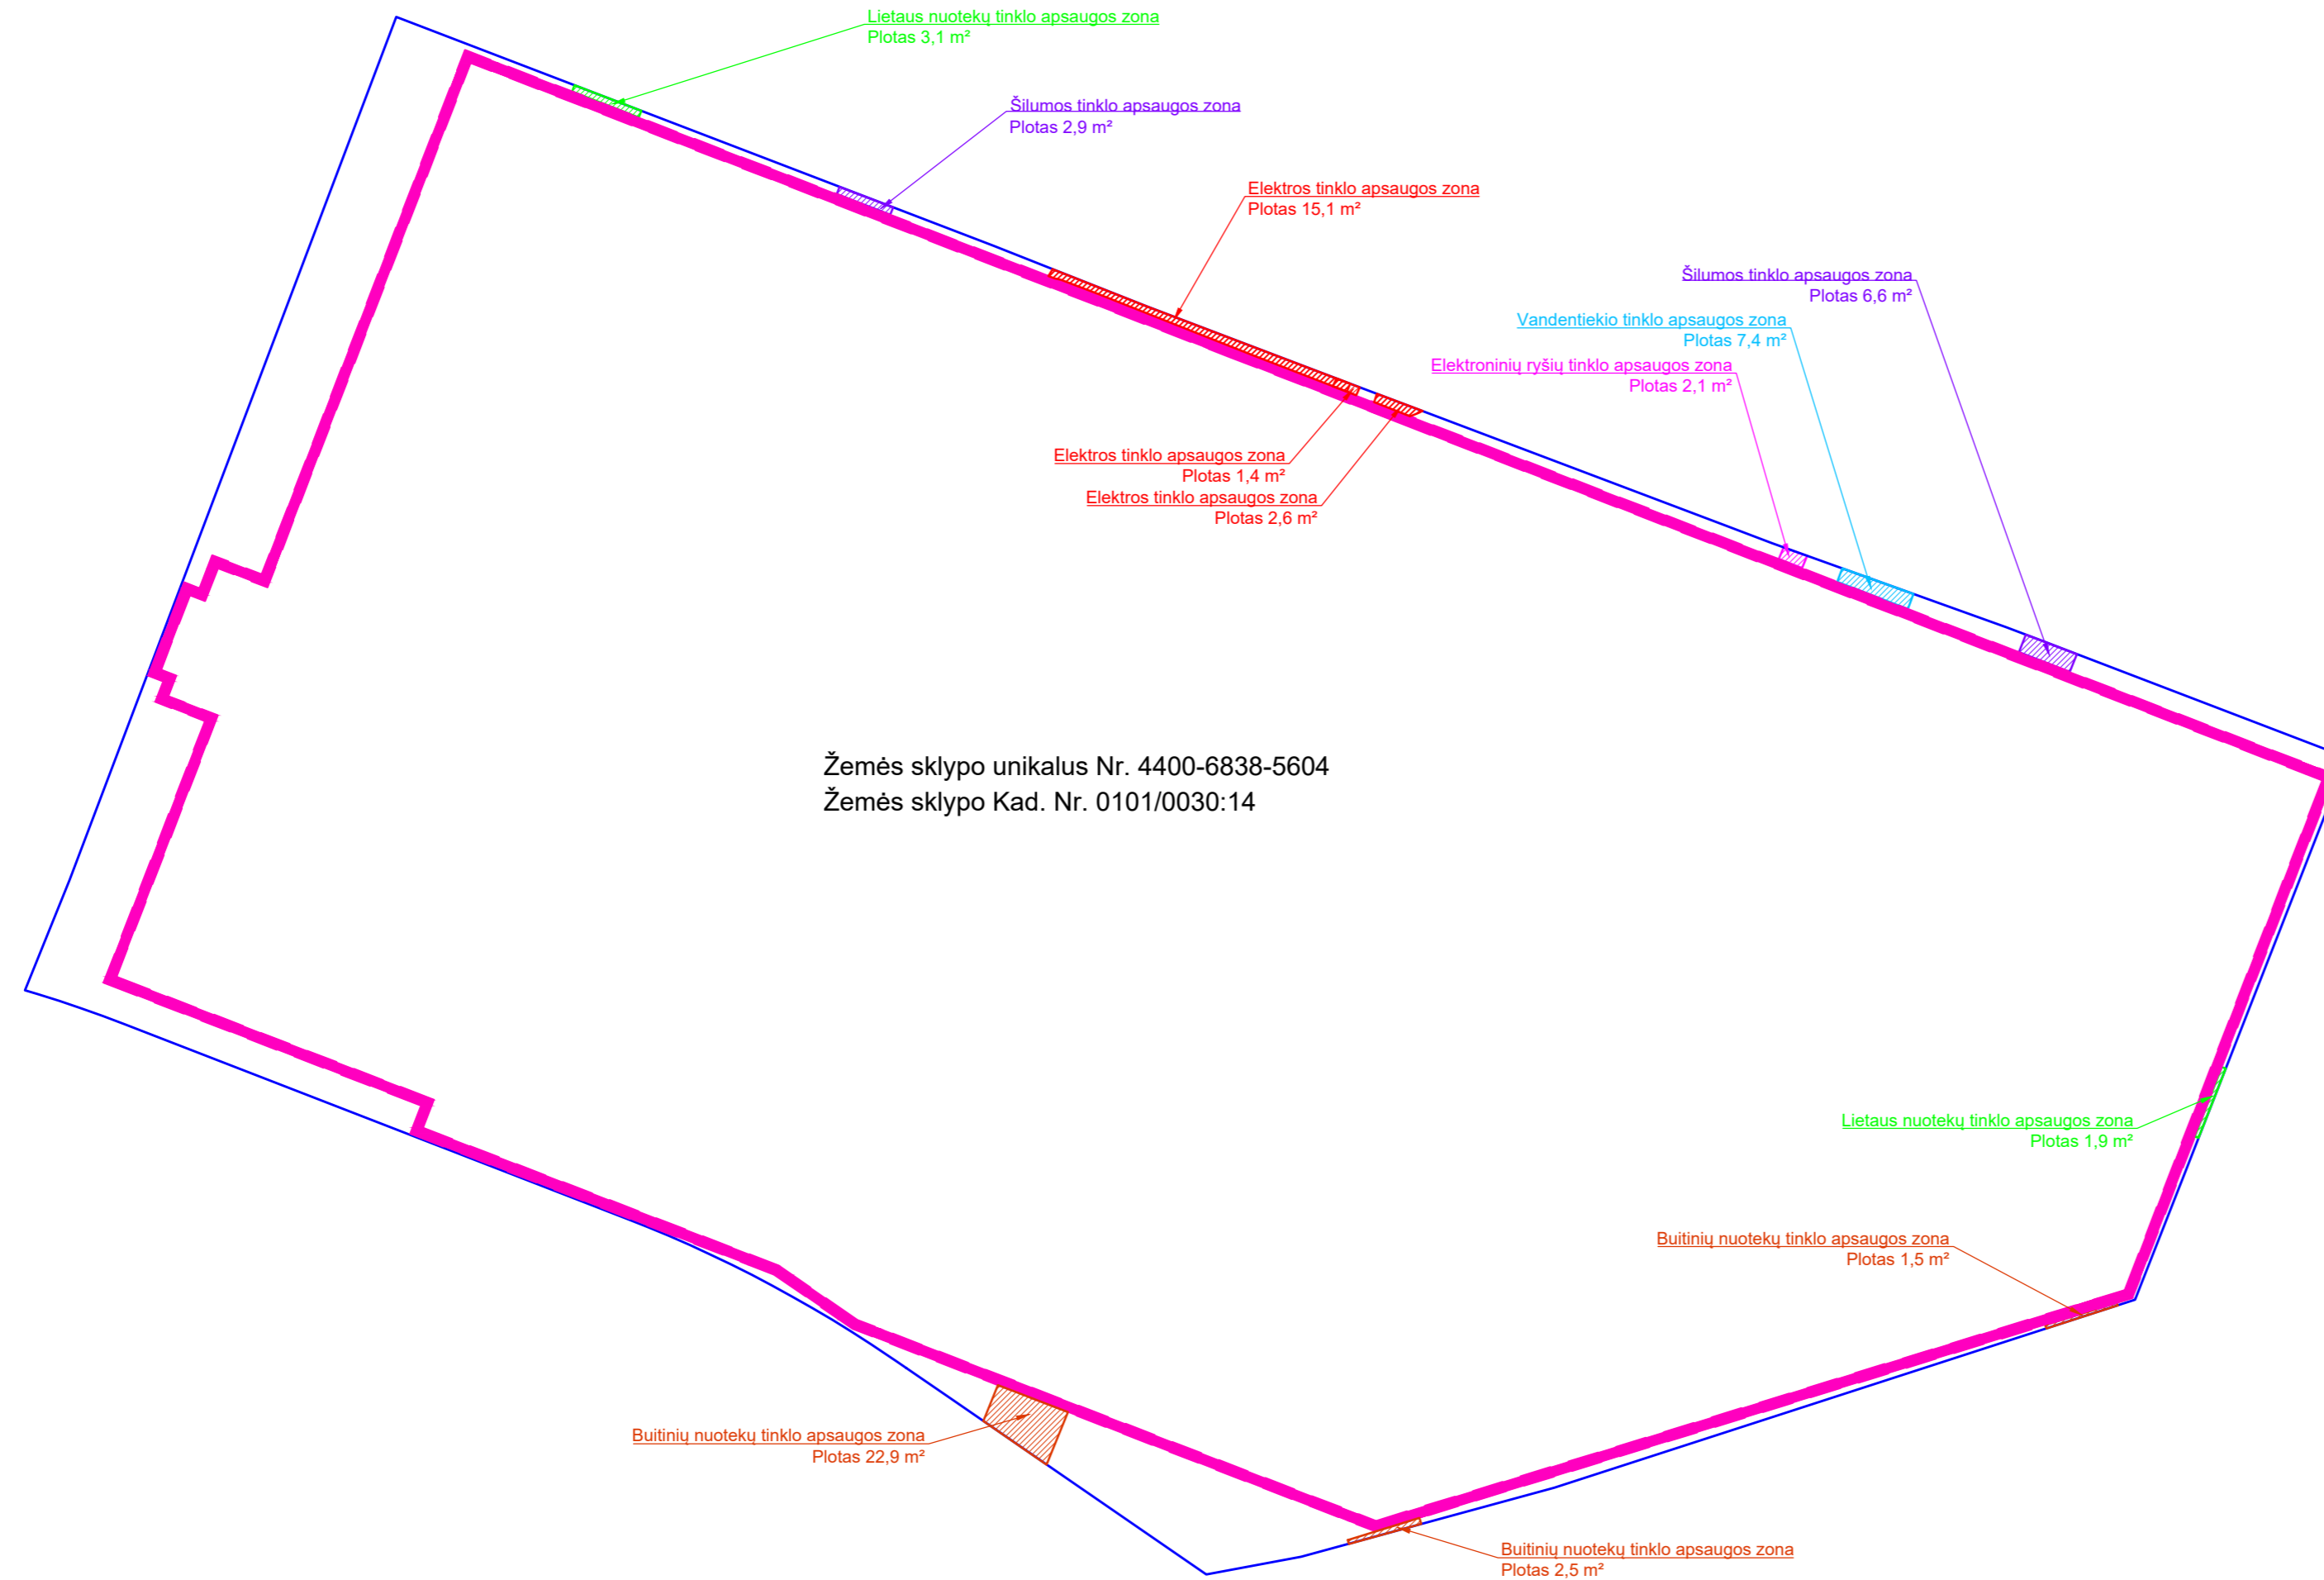 Lietaus nuotekų tinklo apsaugos zona
Plotas 3,1 m²
Šilumos tinklo apsaugos zona
Plotas 2,9 m²
Elektros tinklo apsaugos zona
Plotas 15,1 m²
Šilumos tinklo apsaugos zona
Plotas 6,6 m²
Vandentiekio tinklo apsaugos zona
Plotas 7,4 m²
Elektroninių ryšių tinklo apsaugos zona
Plotas 2,1 m²
Elektros tinklo apsaugos zona
Plotas 1,4 m²
Elektros tinklo apsaugos zona
Plotas 2,6 m²
Žemės sklypo unikalus Nr. 4400-6838-5604
Žemės sklypo Kad. Nr. 0101/0030:14
Lietaus nuotekų tinklo apsaugos zona
Plotas 1,9 m²
Buitinių nuotekų tinklo apsaugos zona
Plotas 1,5 m²
Buitinių nuotekų tinklo apsaugos zona
Plotas 22,9 m²
Buitinių nuotekų tinklo apsaugos zona
Plotas 2,5 m²